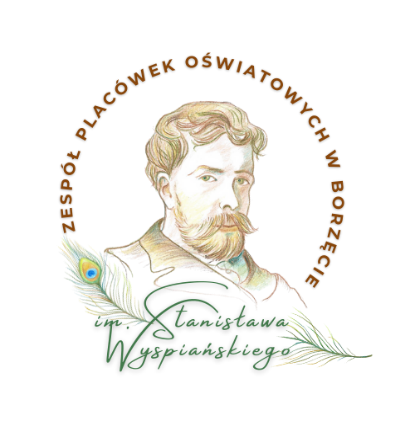 ZESPÓŁ PLACÓWEK OŚWIATOWYCH W BORZĘCIE
im. Stanisława
Wyspiańskiego